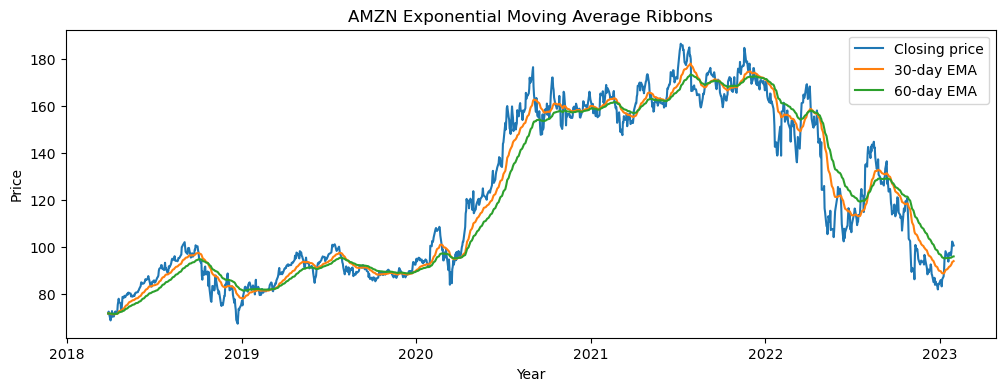 AMZN Exponential Moving Average Ribbons
Closing price
30-day EMA
60-day EMA
180
160
140
120
100
80
Price
2018
2019
2020
2021
2022
2023
Year